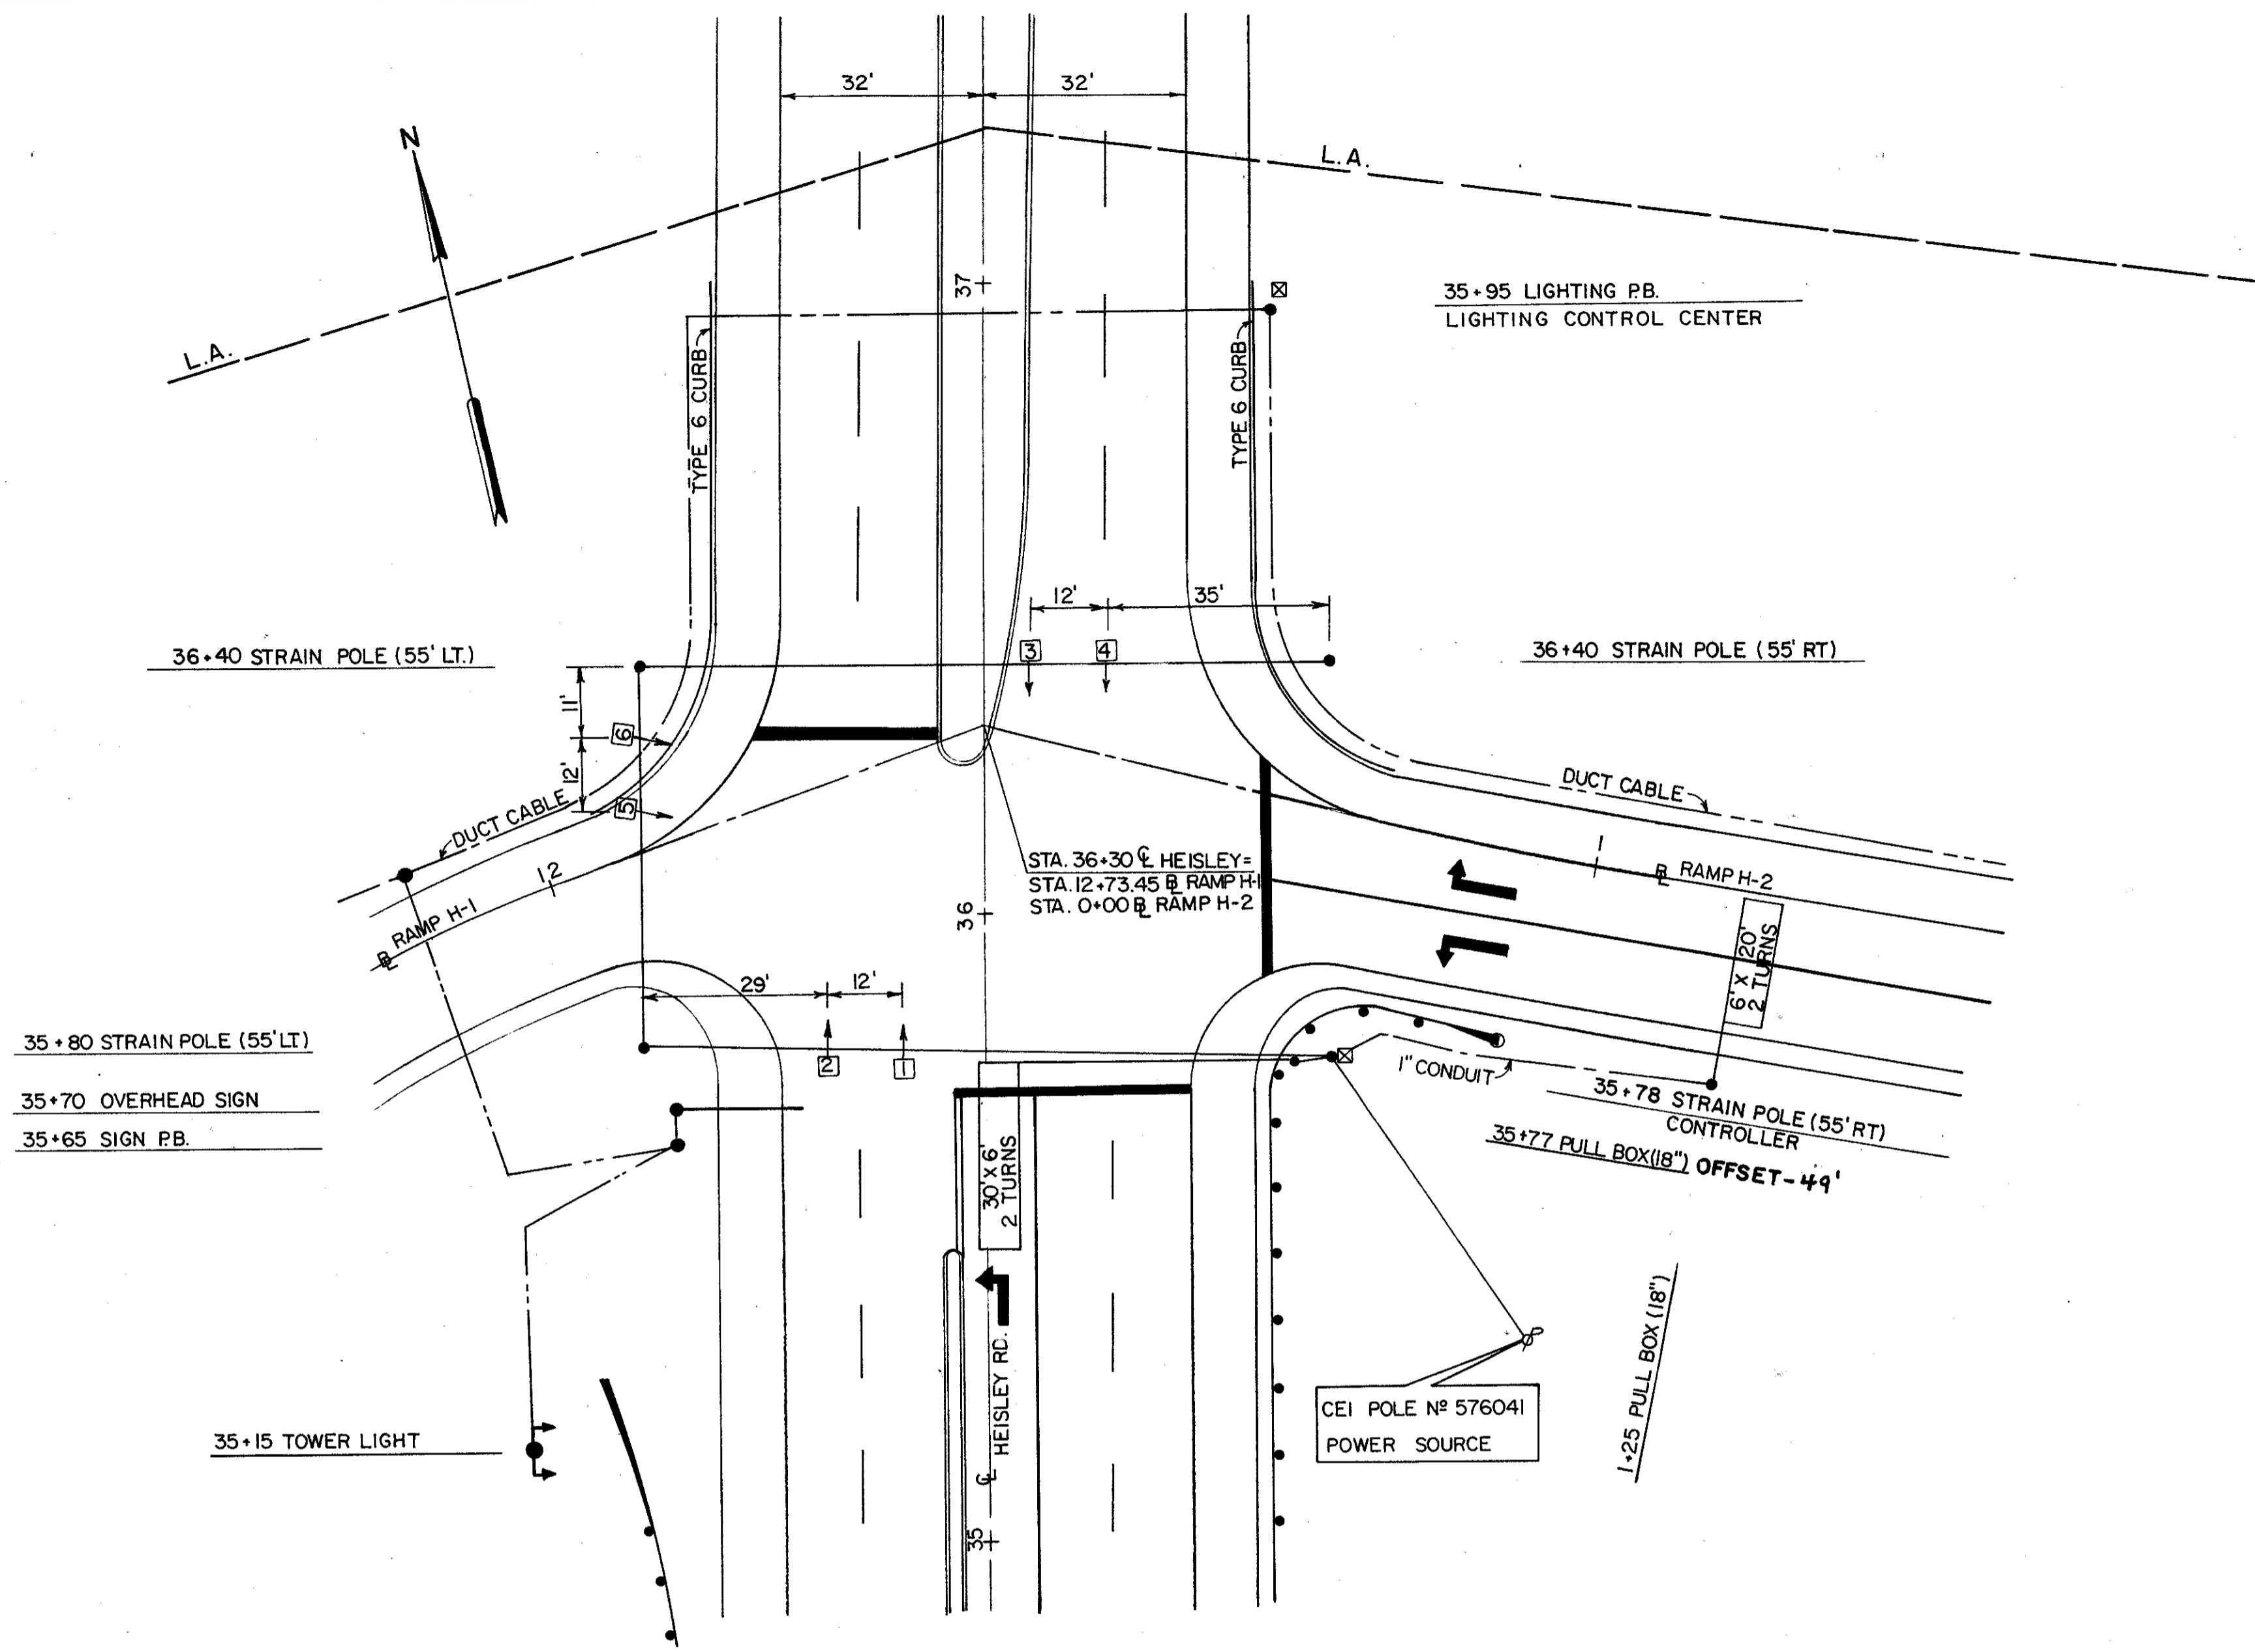 32'
32'
N
L.A.
L.A.
37
35+95 LIGHTING P.B.
LIGHTING CONTROL CENTER
TYPE 6 CURB
TYPE 6 CURB
12'
35'
36+40 STRAIN POLE (55' LT.)
3
4
36+40 STRAIN POLE (55' RT)
11'
6
12'
5
DUCT CABLE
DUCT CABLE
STA. 36+30 ℄ HEISLEY=
STA. 12+73.45 BL RAMP H-1
STA. 0+00 BL RAMP H-2
1
BL RAMP H-2
12
BL RAMP H-1
36
6' X 20'
2 TURNS
29'
12'
2
1
35+80 STRAIN POLE (55' LT)
1" CONDUIT
35+78 STRAIN POLE (55' RT)
CONTROLLER
35+77 PULL BOX (18") OFFSET-49'
35+70 OVERHEAD SIGN
35+65 SIGN P.B.
30' X 6'
2 TURNS
℄ HEISLEY RD.
CEI POLE Nº 576041
POWER SOURCE
1+25 PULL BOX (18")
35+15 TOWER LIGHT
35